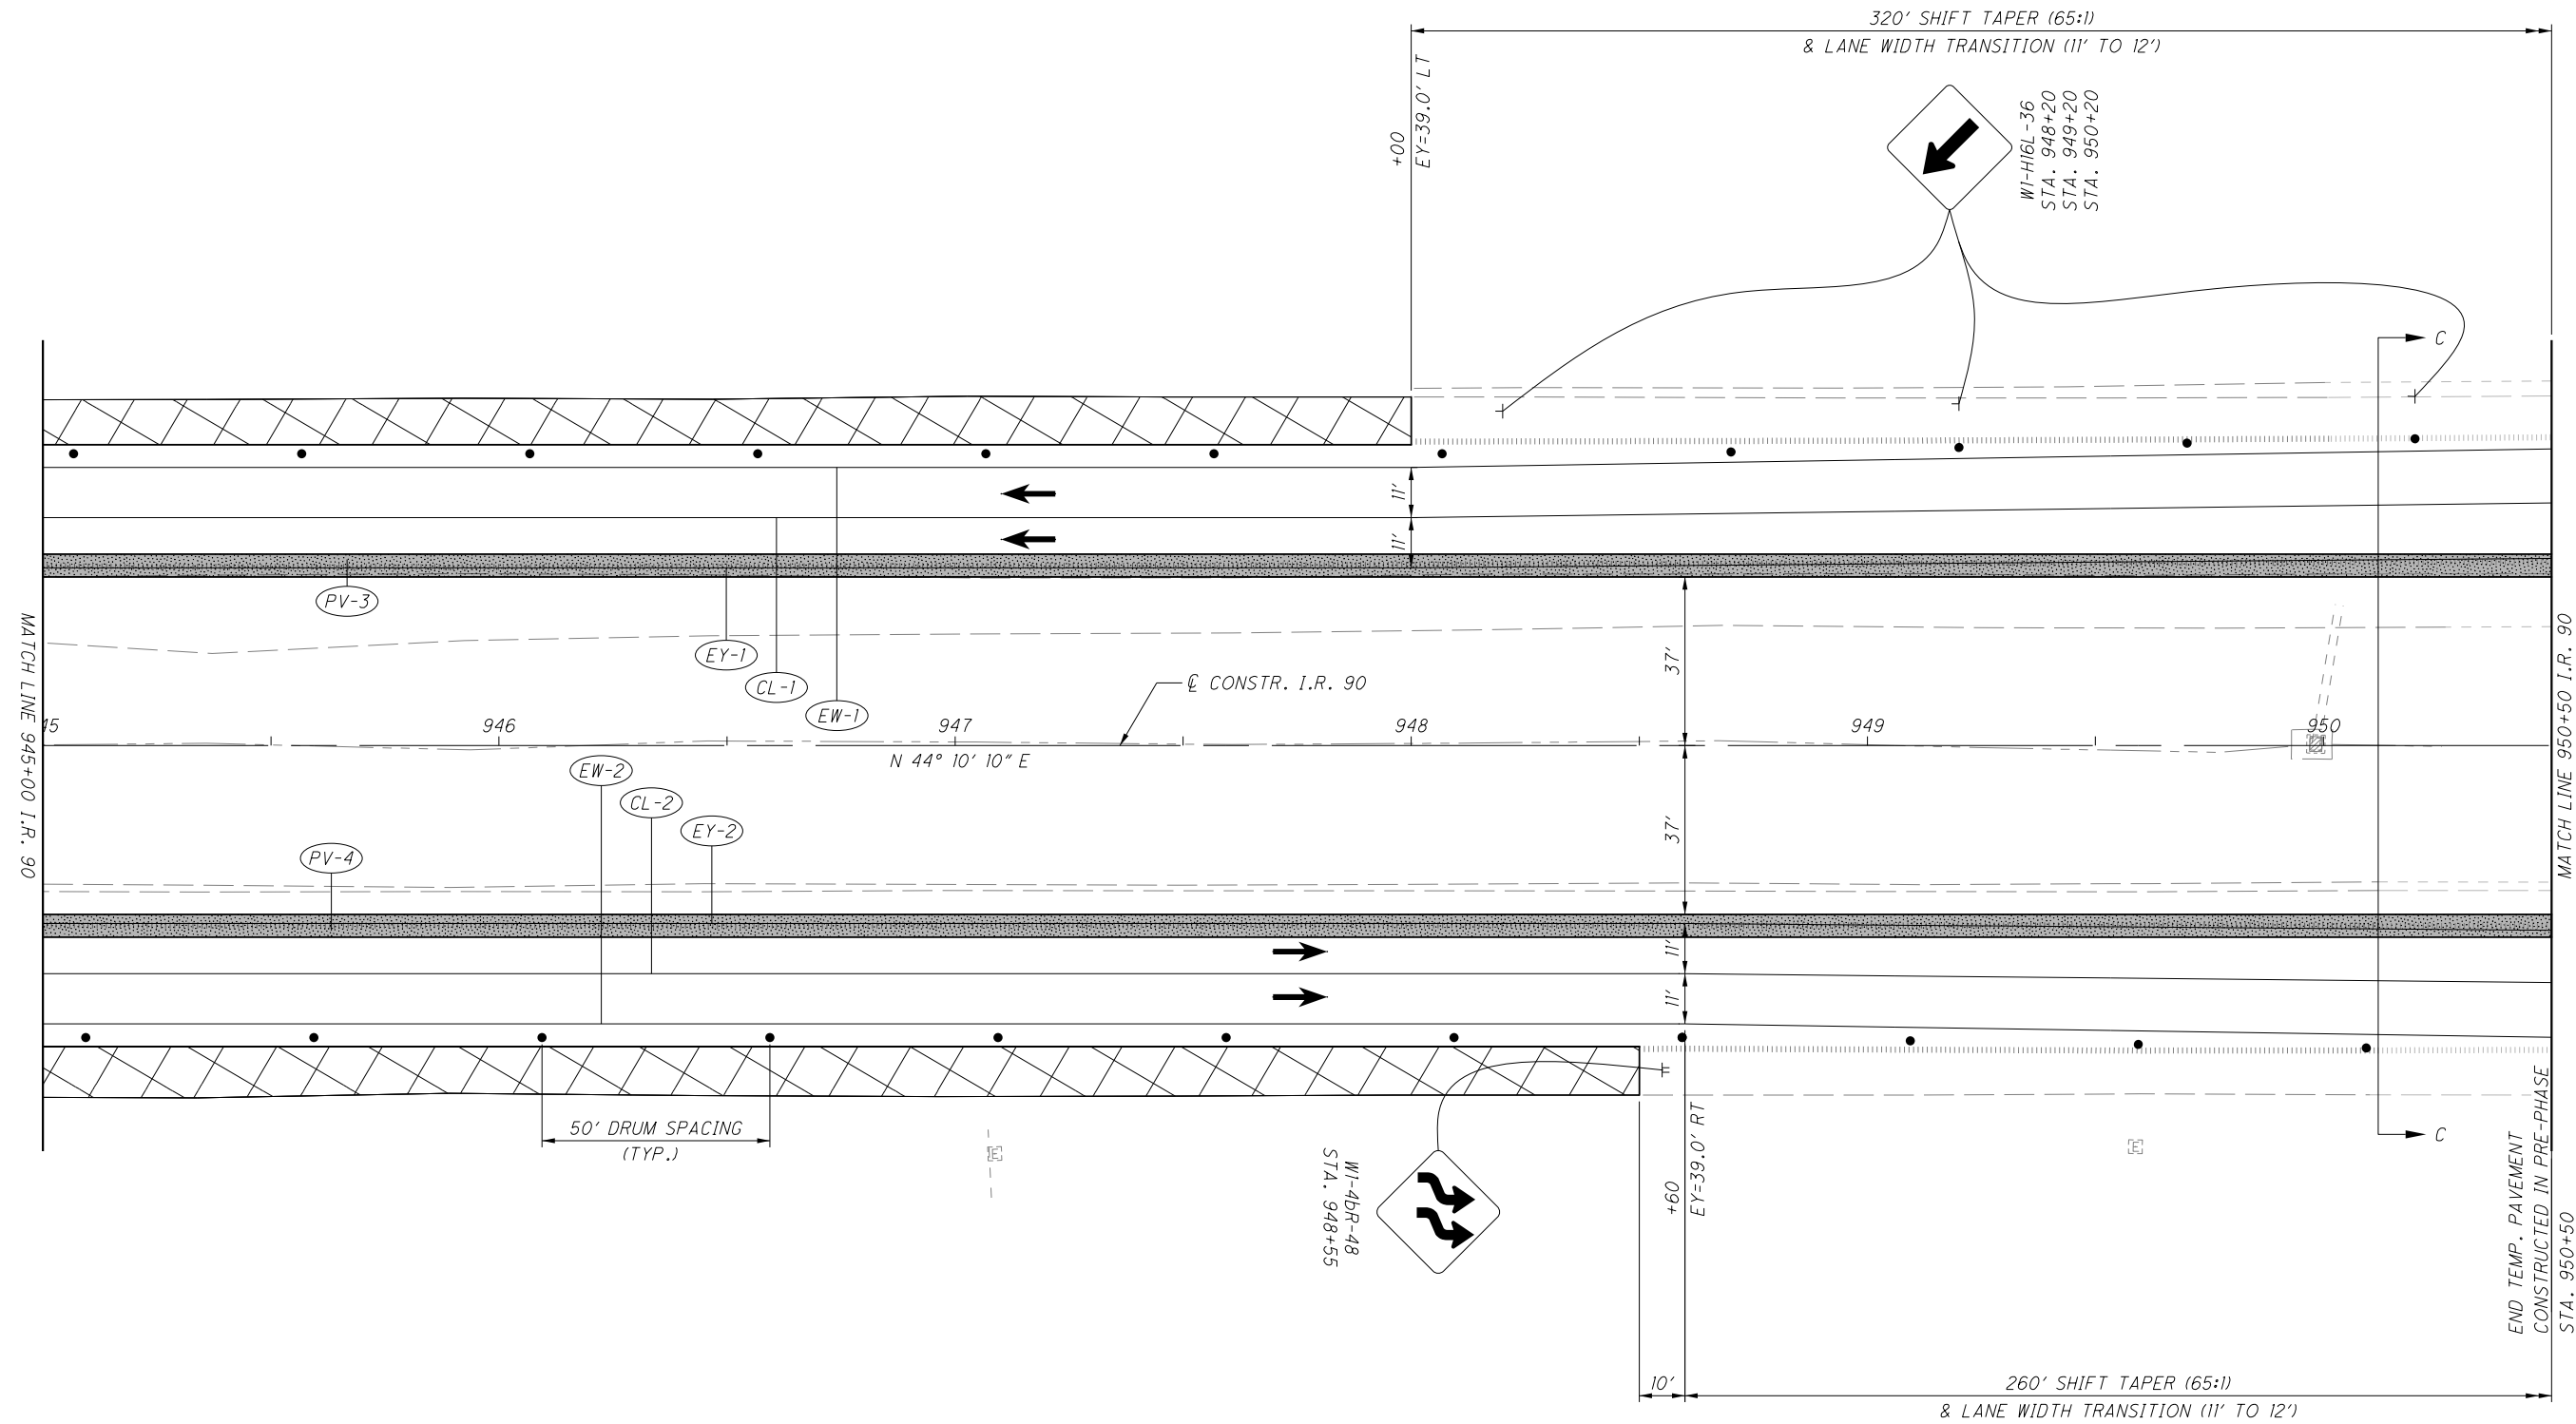 320' SHIFT TAPER (65:1)
& LANE WIDTH TRANSITION (11' TO 12')
+00
EY=39.0' LT
W1-H16L-36
STA. 948+20
STA. 949+20
STA. 950+20
C
11'
11'
PV-3
EY-1
CL-1
EW-1
37'
℄ CONSTR. I.R. 90
MATCH LINE 945+00 I.R. 90
MATCH LINE 950+50 I.R. 90
45
946
947
948
949
950
N 44° 10' 10" E
EW-2
CL-2
EY-2
PV-4
37'
11'
11'
50' DRUM SPACING
(TYP.)
E
E
C
W1-4bR-48
STA. 948+55
+60
EY=39.0' RT
END TEMP. PAVEMENT
CONSTRUCTED IN PRE-PHASE
STA. 950+50
10'
260' SHIFT TAPER (65:1)
& LANE WIDTH TRANSITION (11' TO 12')